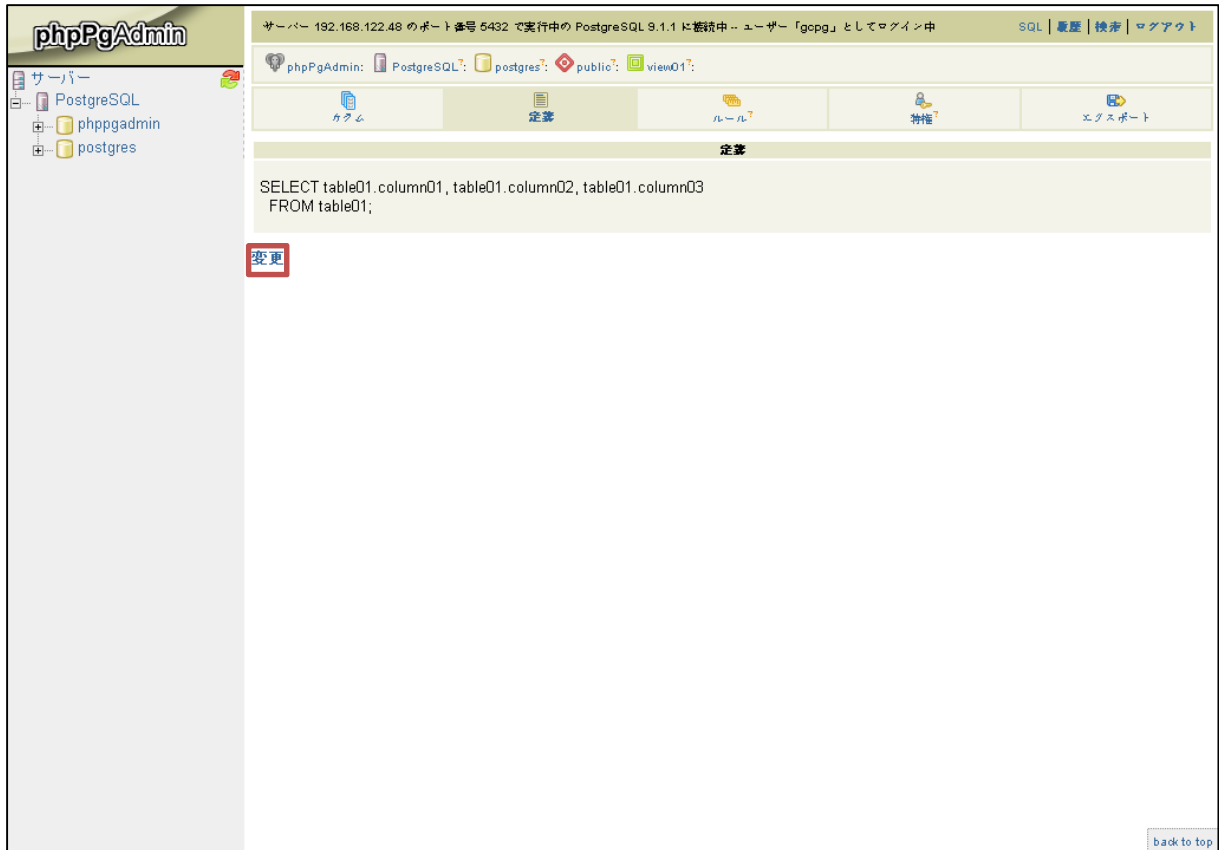 phpPgAdmin
サーバー
PostgreSQL
phppgadmin
postgres
サーバー 192.168.122.48 のポート番号 5432 で実行中の PostgreSQL 9.1.1 に接続中 -- ユーザー「gopg」としてログイン中
SQL | 履歴 | 検索 | ログアウト
phpPgAdmin: PostgreSQL?: postgres?: public?: view01?:
カラム 定義 ルール? 特権? エクスポート
定義
SELECT table01.column01, table01.column02, table01.column03
FROM table01;
変更
back to top